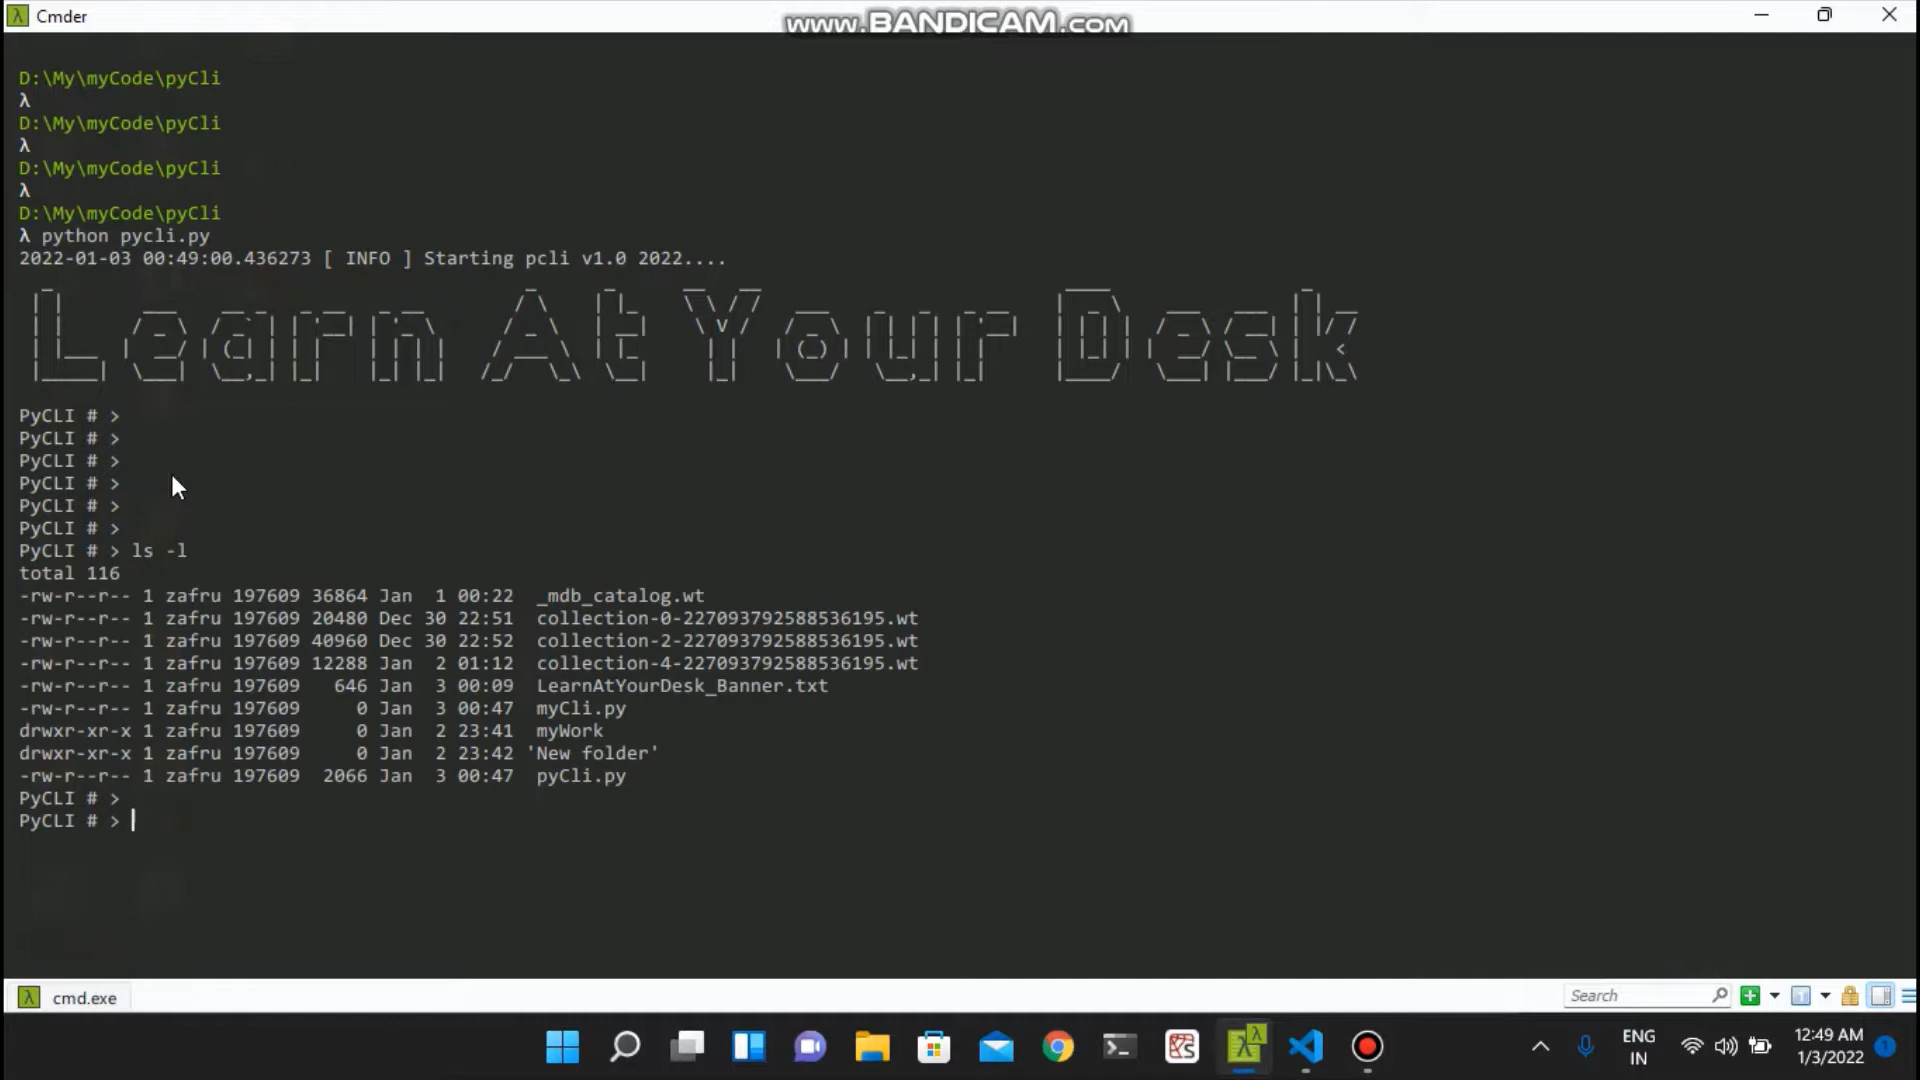 Cmder
www.BANDICAM.com
D:\My\myCode\pyCli
λ
D:\My\myCode\pyCli
λ
D:\My\myCode\pyCli
λ
D:\My\myCode\pyCli
λ python pycli.py
2022-01-03 00:49:00.436273 [ INFO ] Starting pcli v1.0 2022....
Learn At Your Desk
PyCLI # >
PyCLI # >
PyCLI # >
PyCLI # >
PyCLI # >
PyCLI # >
PyCLI # > ls -l
total 116
-rw-r--r-- 1 zafru 197609 36864 Jan  1 00:22  _mdb_catalog.wt
-rw-r--r-- 1 zafru 197609 20480 Dec 30 22:51  collection-0-2270937925885361​95.wt
-rw-r--r-- 1 zafru 197609 40960 Dec 30 22:52  collection-2-227093792588536195.wt
-rw-r--r-- 1 zafru 197609 12288 Jan  2 01:12  collection-4-227093792588536195.wt
-rw-r--r-- 1 zafru 197609   646 Jan  3 00:09  LearnAtYourDesk_Banner.txt
-rw-r--r-- 1 zafru 197609     0 Jan  3 00:47  myCli.py
drwxr-xr-x 1 zafru 197609     0 Jan  2 23:41  myWork
drwxr-xr-x 1 zafru 197609     0 Jan  2 23:42 'New folder'
-rw-r--r-- 1 zafru 197609  2066 Jan  3 00:47  pyCli.py
PyCLI # >
PyCLI # >
cmd.exe
Search
ENG
IN
12:49 AM
1/3/2022
1